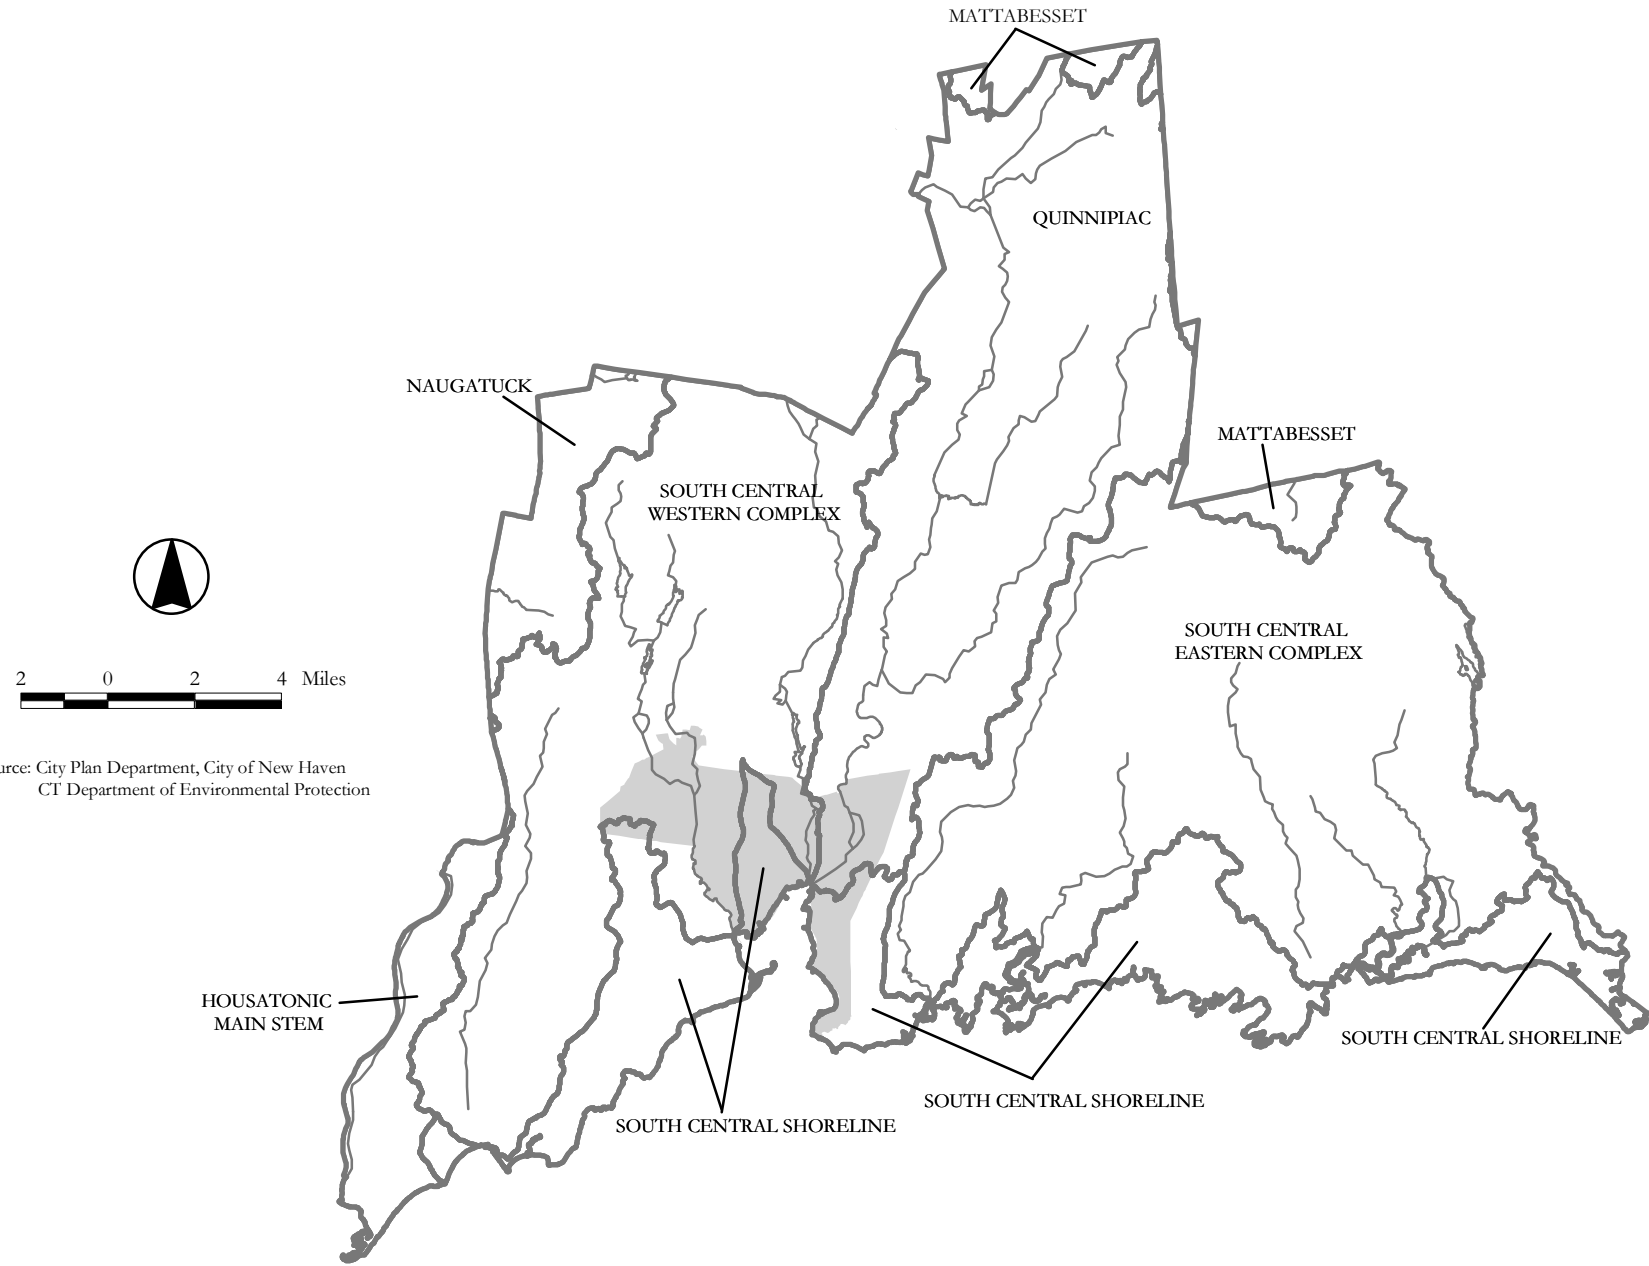 MATTABESSET
QUINNIPIAC
NAUGATUCK
MATTABESSET
SOUTH CENTRAL
WESTERN COMPLEX
SOUTH CENTRAL
EASTERN COMPLEX
2 0 2 4 Miles
urce: City Plan Department, City of New Haven
CT Department of Environmental Protection
HOUSATONIC
MAIN STEM
SOUTH CENTRAL SHORELINE
SOUTH CENTRAL SHORELINE
SOUTH CENTRAL SHORELINE